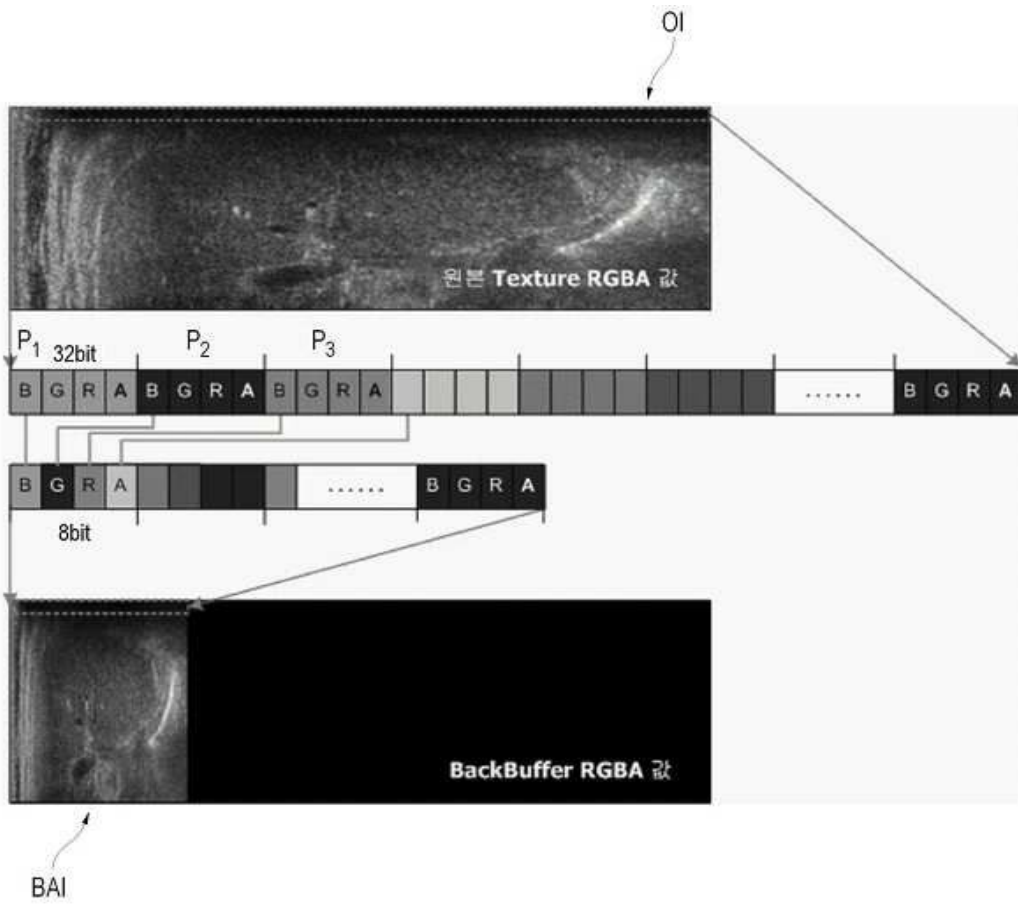 OI
원본 Texture RGBA 값
P1 32bit P2 P3
B G R A B G R A B G R A ...... B G R A
B G R A ...... B G R A
8bit
BackBuffer RGBA 값
BAI